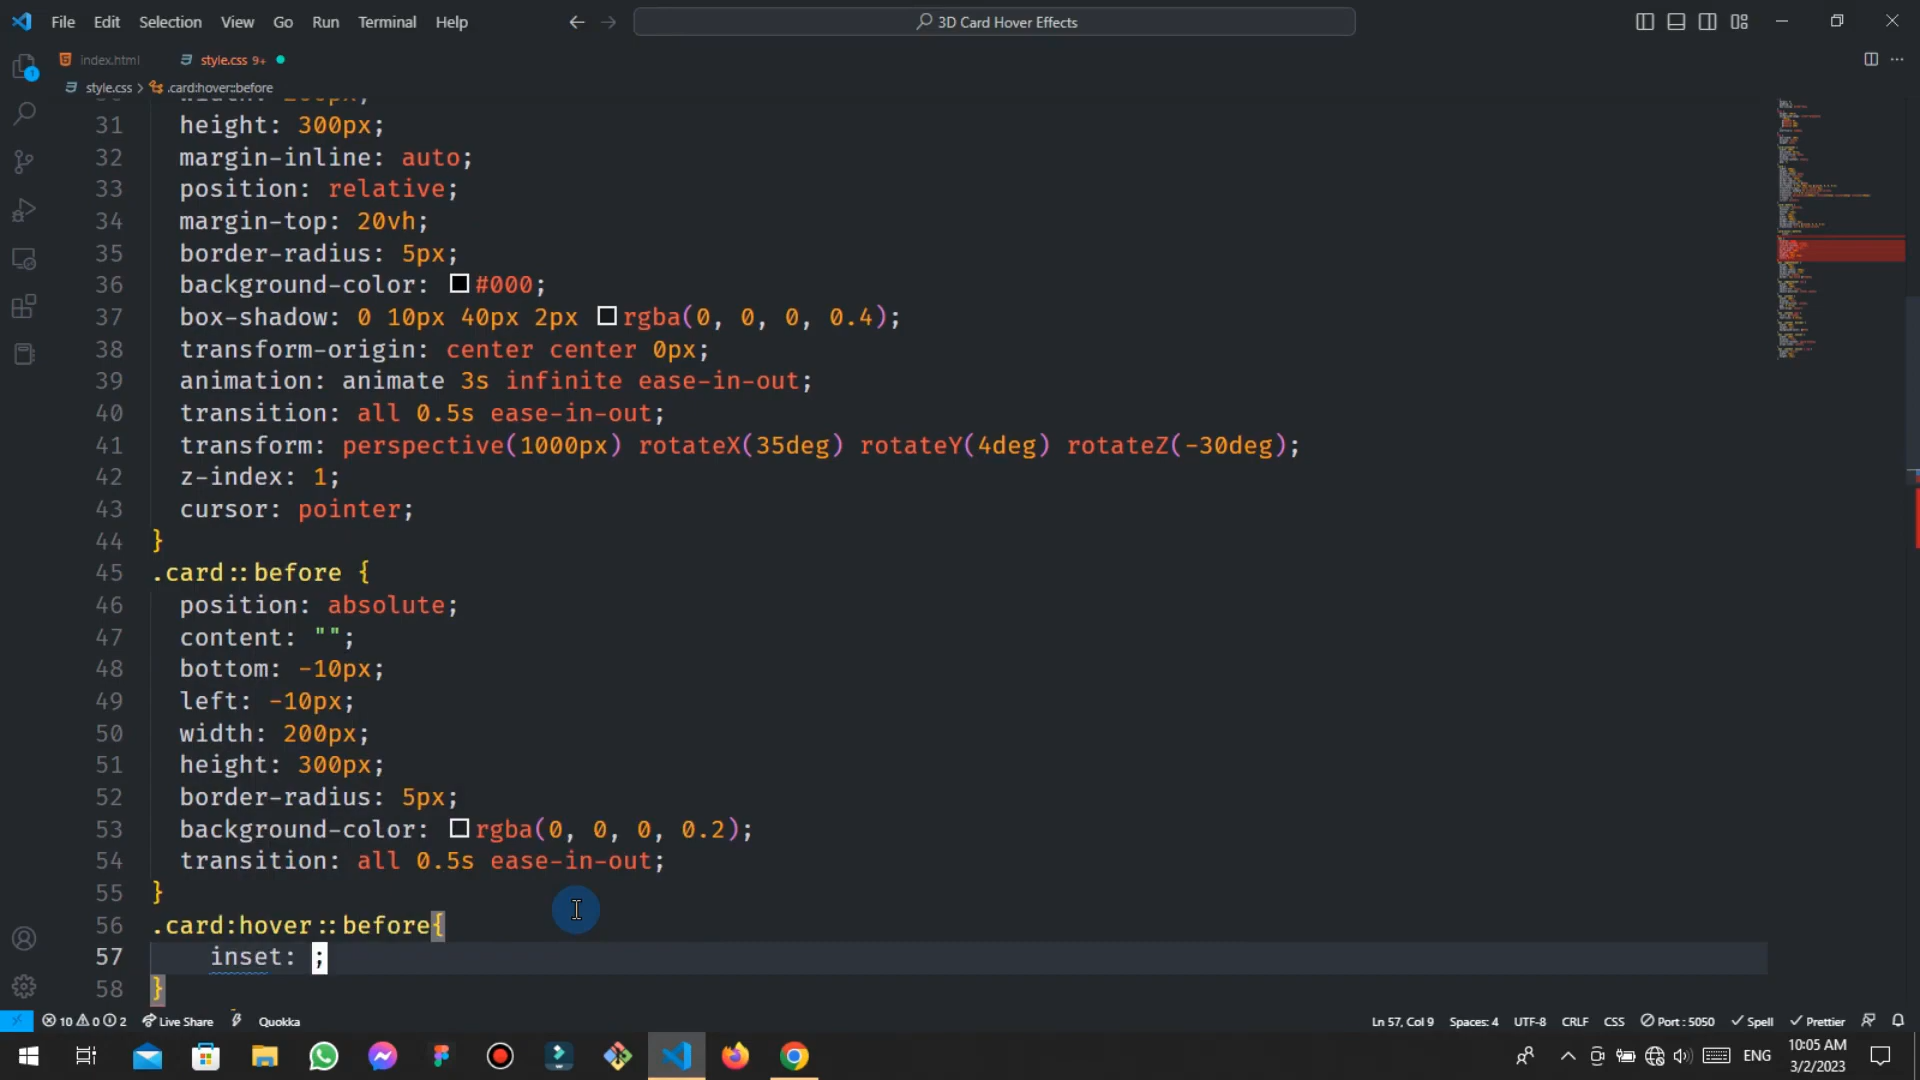 File Edit Selection View Go Run Terminal Help
3D Card Hover Effects
index.html
style.css 9+
style.css > .card:hover::before
31 height: 300px;
32 margin-inline: auto;
33 position: relative;
34 margin-top: 20vh;
35 border-radius: 5px;
36 background-color: #000;
37 box-shadow: 0 10px 40px 2px rgba(0, 0, 0, 0.4);
38 transform-origin: center center 0px;
39 animation: animate 3s infinite ease-in-out;
40 transition: all 0.5s ease-in-out;
41 transform: perspective(1000px) rotateX(35deg) rotateY(4deg) rotateZ(-30deg);
42 z-index: 1;
43 cursor: pointer;
44 }
45 .card::before {
46 position: absolute;
47 content: "";
48 bottom: -10px;
49 left: -10px;
50 width: 200px;
51 height: 300px;
52 border-radius: 5px;
53 background-color: rgba(0, 0, 0, 0.2);
54 transition: all 0.5s ease-in-out;
55 }
56 .card:hover::before{
57 inset: ;
58 }
10 0 2 Live Share Quokka
Ln 57, Col 9 Spaces: 4 UTF-8 CRLF CSS Port : 5050 Spell Prettier
ENG
10:05 AM
3/2/2023